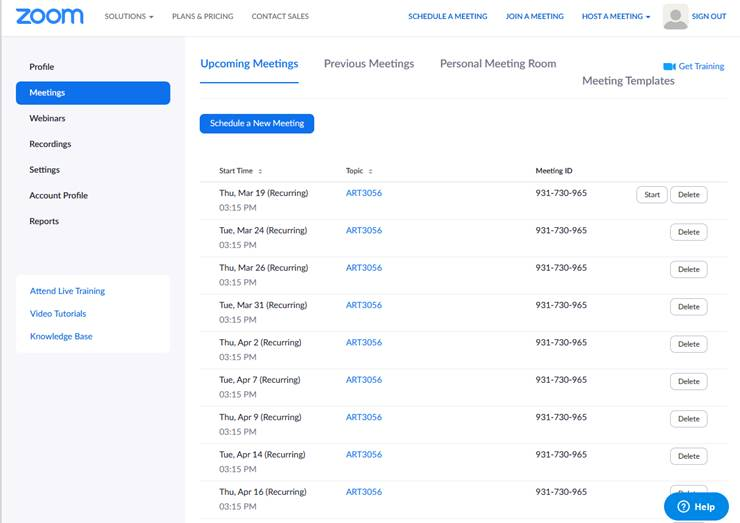 zoom SOLUTIONS PLANS & PRICING CONTACT SALES SCHEDULE A MEETING JOIN A MEETING HOST A MEETING SIGN OUT
Profile
Meetings
Webinars
Recordings
Settings
Account Profile
Reports
Attend Live Training
Video Tutorials
Knowledge Base
Upcoming Meetings Previous Meetings Personal Meeting Room
Meeting Templates
Get Training
Schedule a New Meeting
Start Time Topic Meeting ID
Thu, Mar 19 (Recurring) ART3056 931-730-965 Start Delete
03:15 PM
Tue, Mar 24 (Recurring) ART3056 931-730-965 Delete
03:15 PM
Thu, Mar 26 (Recurring) ART3056 931-730-965 Delete
03:15 PM
Tue, Mar 31 (Recurring) ART3056 931-730-965 Delete
03:15 PM
Thu, Apr 2 (Recurring) ART3056 931-730-965 Delete
03:15 PM
Tue, Apr 7 (Recurring) ART3056 931-730-965 Delete
03:15 PM
Thu, Apr 9 (Recurring) ART3056 931-730-965 Delete
03:15 PM
Tue, Apr 14 (Recurring) ART3056 931-730-965 Delete
03:15 PM
Thu, Apr 16 (Recurring) ART3056 931-730-965
03:15 PM
Help